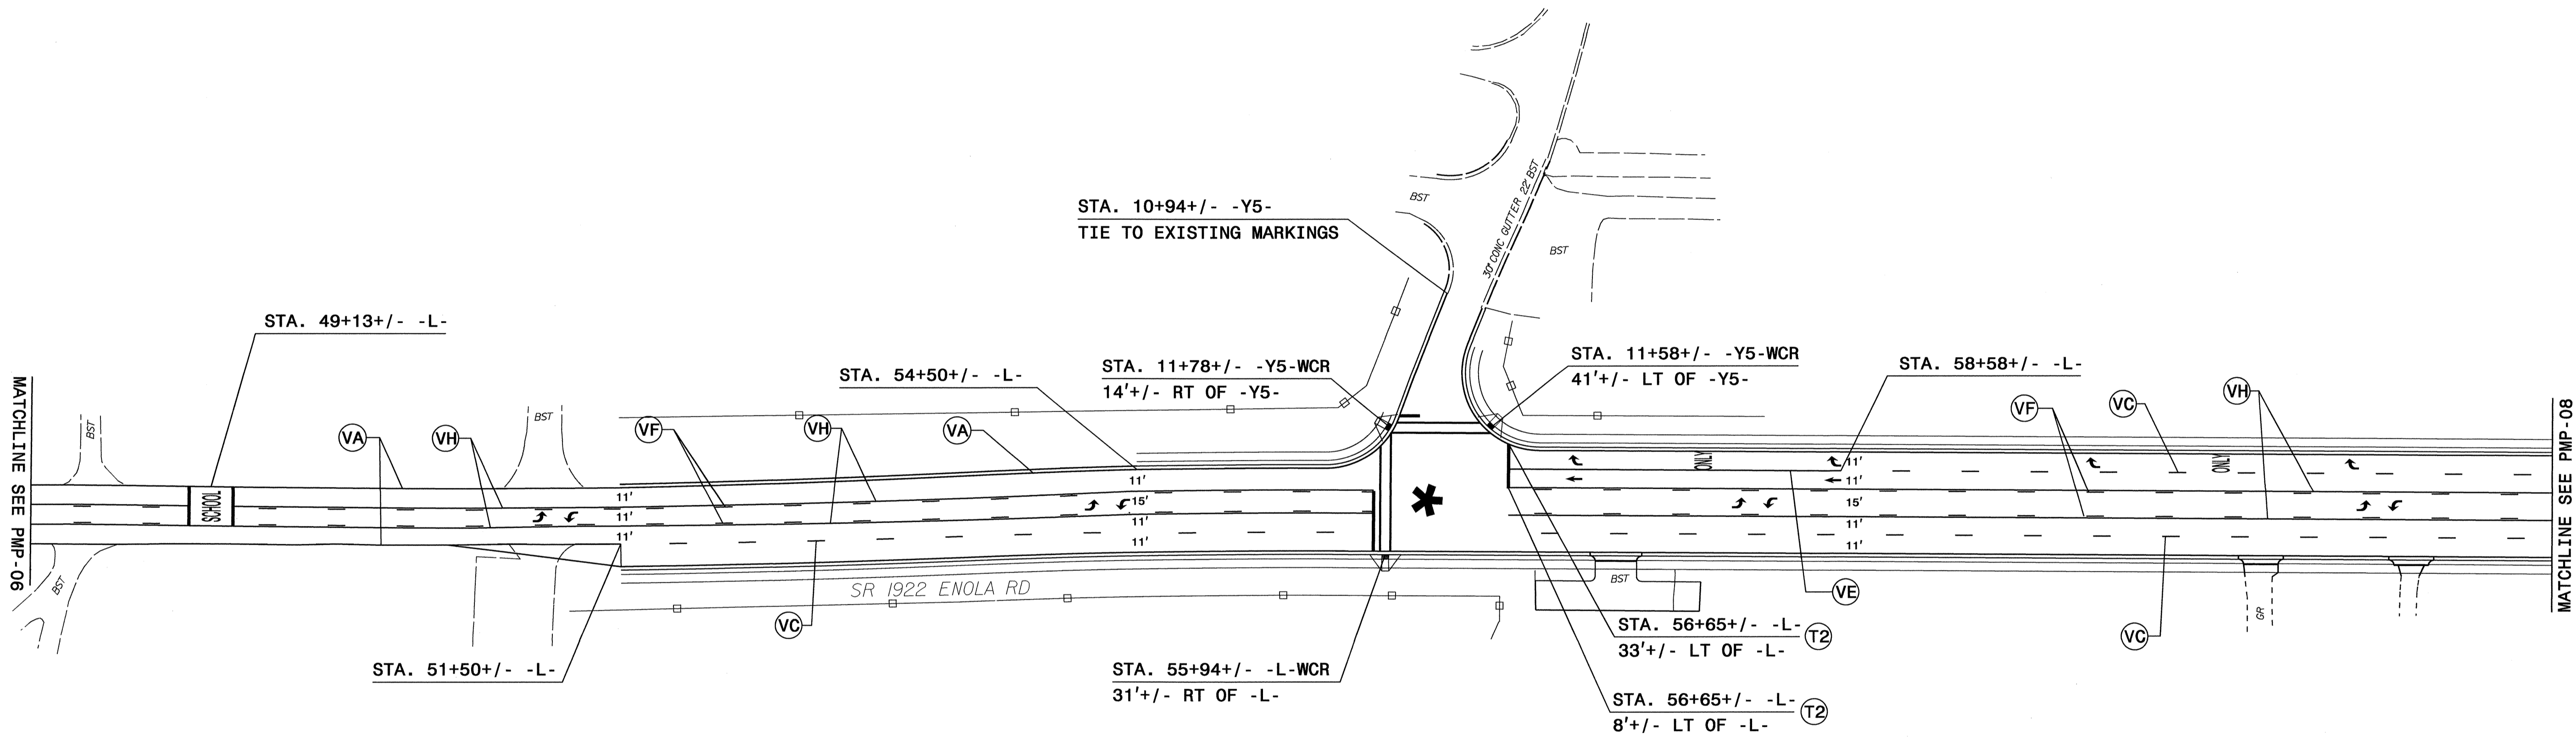 30' CONC GUTTER 22' BST
BST
BST
STA. 10+94+/- -Y5-
TIE TO EXISTING MARKINGS
STA. 49+13+/- -L-
STA. 54+50+/- -L-
STA. 11+78+/- -Y5-WCR
14'+/- RT OF -Y5-
STA. 11+58+/- -Y5-WCR
41'+/- LT OF -Y5-
STA. 58+58+/- -L-
MATCHLINE SEE PMP-06
BST
VA
VH
BST
VF
VH
VA
VF
VC
VH
MATCHLINE SEE PMP-08
SCHOOL
11'
11'
11'
11'
15'
11'
11'
ONLY
ONLY
11'
11'
15'
11'
11'
BST
SR 1922 ENOLA RD
VC
BST
VE
GR
VC
STA. 51+50+/- -L-
STA. 55+94+/- -L-WCR
31'+/- RT OF -L-
STA. 56+65+/- -L-
T2
33'+/- LT OF -L-
STA. 56+65+/- -L-
T2
8'+/- LT OF -L-